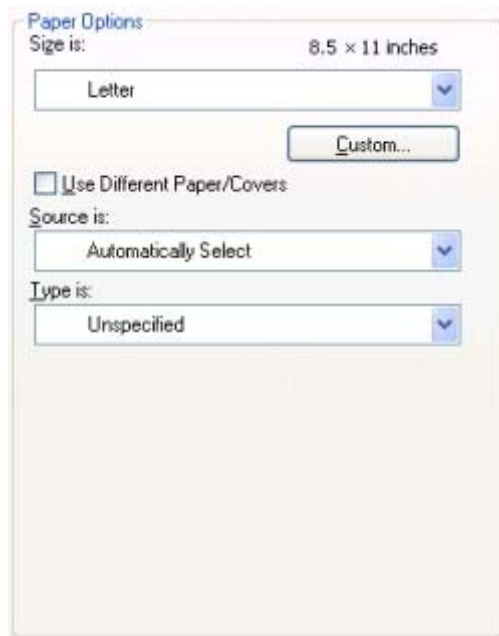 Paper Options
Size is: 8.5 × 11 inches
Letter
Custom...
Use Different Paper/Covers
Source is:
Automatically Select
Type is:
Unspecified